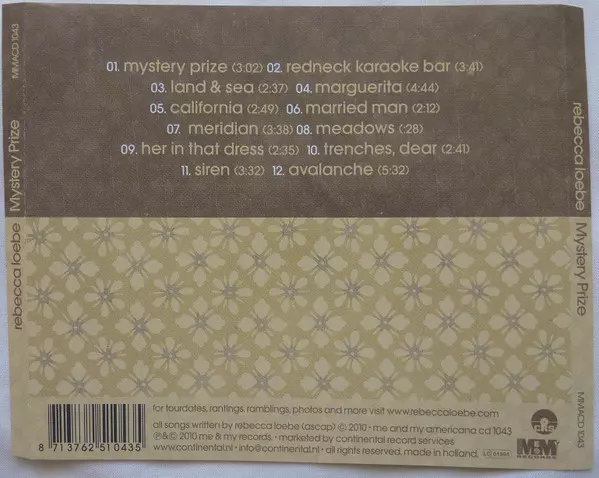 MMACD 1043
Mystery Prize
rebecca loebe
01. mystery prize (3:02) 02. redneck karaoke bar (3:41)
03. land & sea (2:37) 04. marguerita (4:44)
05. california (2:49) 06. married man (2:12)
07. meridian (3:38) 08. meadows (:28)
09. her in that dress (2:35) 10. trenches, dear (2:41)
11. siren (3:32) 12. avalanche (5:32)
rebecca loebe
Mystery Prize
MMACD 1043
for tourdates, rantings, ramblings, photos and more visit www.rebeccaloebe.com
all songs written by rebecca loebe (ascap) © 2010 • me and my americana cd 1043
℗&© 2010 me & my records. • marketed by continental record services
www.continental.nl • info@continental.nl • all rights reserved. made in holland.
8 713762 510435
crs
M&M
RECORDS